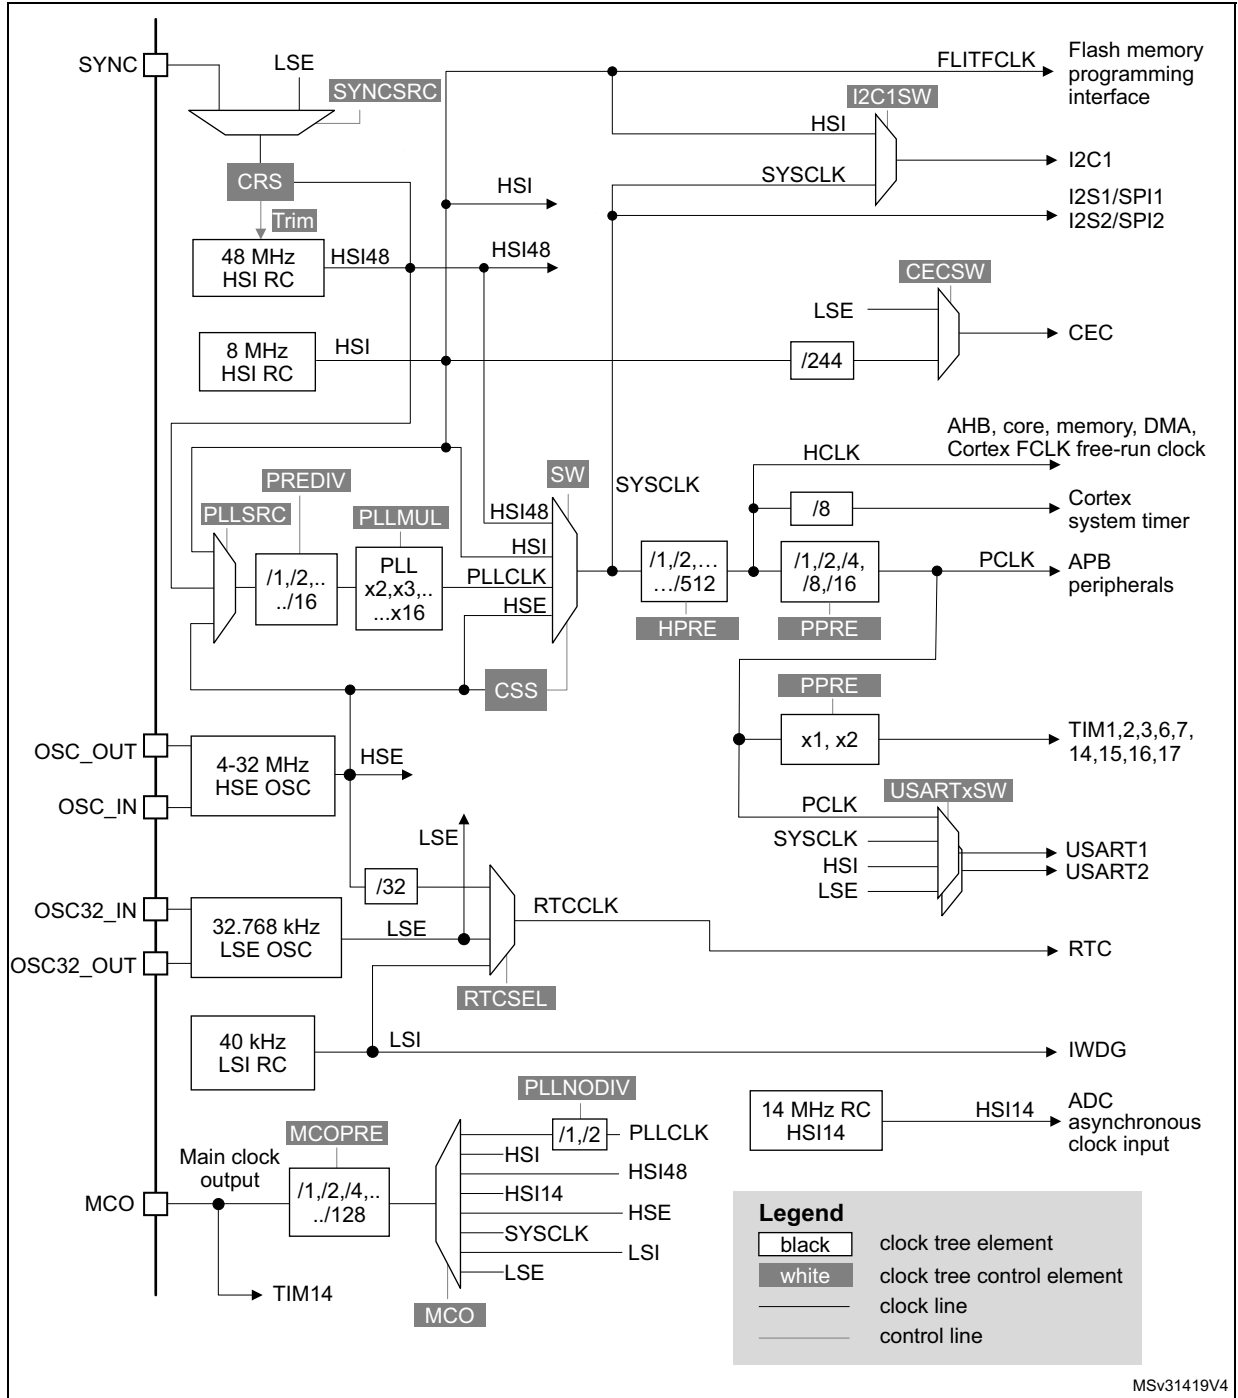 SYNC
LSE
SYNCSRC
FLITFCLK
Flash memory
programming
interface
I2C1SW
HSI
I2C1
SYSCLK
CRS
HSI
I2S1/SPI1
I2S2/SPI2
Trim
48 MHz
HSI RC
HSI48
HSI48
CECSW
LSE
CEC
8 MHz
HSI RC
HSI
/244
AHB, core, memory, DMA,
Cortex FCLK free-run clock
HCLK
SW
SYSCLK
PREDIV
PLLSRC
PLLMUL
HSI48
/8
Cortex
system timer
HSI
/1,/2,..
../16
PLL
x2,x3,..
...x16
PLLCLK
HSE
/1,/2,…
…/512
/1,/2,/4,
/8,/16
PCLK
APB
peripherals
HPRE
PPRE
CSS
PPRE
OSC_OUT
OSC_IN
4-32 MHz
HSE OSC
HSE
x1, x2
TIM1,2,3,6,7,
14,15,16,17
USARTxSW
PCLK
SYSCLK
HSI
LSE
USART1
USART2
LSE
/32
OSC32_IN
OSC32_OUT
32.768 kHz
LSE OSC
LSE
RTCCLK
RTC
RTCSEL
40 kHz
LSI RC
LSI
IWDG
PLLNODIV
14 MHz RC
HSI14
HSI14
ADC
asynchronous
clock input
MCOPRE
/1,/2
PLLCLK
Main clock
output
HSI
HSI48
MCO
/1,/2,/4,..
../128
HSI14
HSE
SYSCLK
LSI
LSE
TIM14
MCO
Legend
black
clock tree element
white
clock tree control element
clock line
control line
MSv31419V4